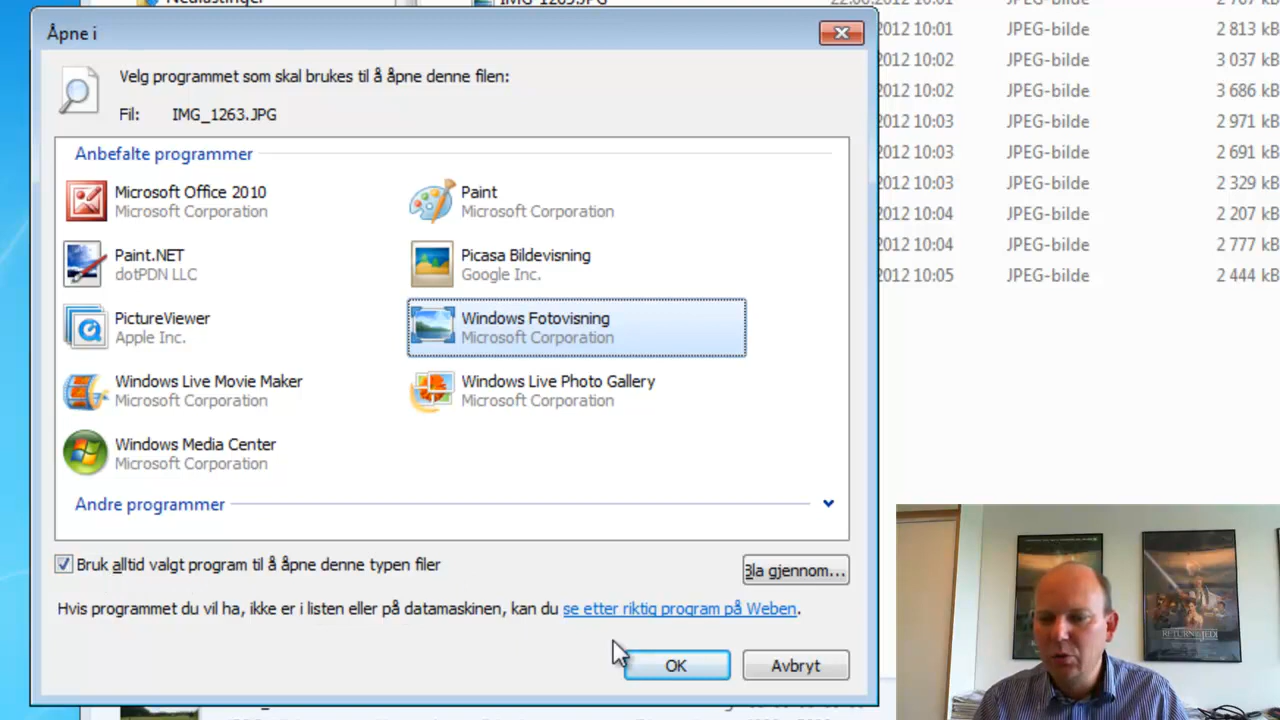 Åpne i
Velg programmet som skal brukes til å åpne denne filen:
Fil: IMG_1263.JPG
Anbefalte programmer
Microsoft Office 2010
Microsoft Corporation
Paint
Microsoft Corporation
Paint.NET
dotPDN LLC
Picasa Bildevisning
Google Inc.
PictureViewer
Apple Inc.
Windows Fotovisning
Microsoft Corporation
Windows Live Movie Maker
Microsoft Corporation
Windows Live Photo Gallery
Microsoft Corporation
Windows Media Center
Microsoft Corporation
Andre programmer
Bruk alltid valgt program til å åpne denne typen filer
Bla gjennom...
Hvis programmet du vil ha, ikke er i listen eller på datamaskinen, kan du se etter riktig program på Weben.
OK
Avbryt
2012 10:01 JPEG-bilde 2 813 kB
2012 10:02 JPEG-bilde 3 037 kB
2012 10:02 JPEG-bilde 3 686 kB
2012 10:03 JPEG-bilde 2 971 kB
2012 10:03 JPEG-bilde 2 691 kB
2012 10:03 JPEG-bilde 2 329 kB
2012 10:04 JPEG-bilde 2 207 kB
2012 10:04 JPEG-bilde 2 777 kB
2012 10:05 JPEG-bilde 2 444 kB
RETURN OF THE JEDI